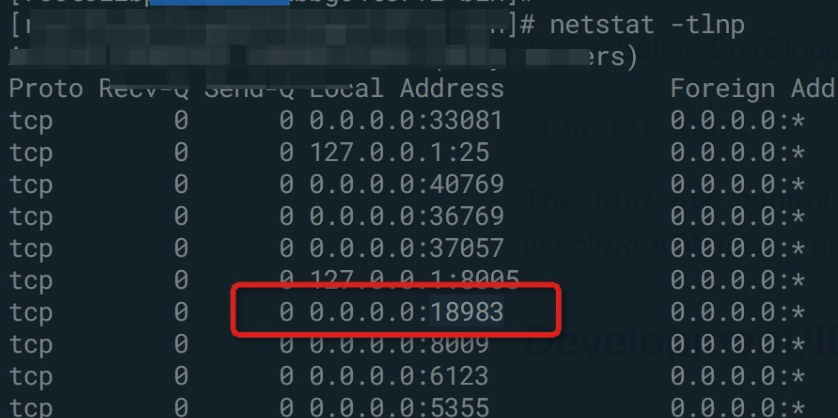 ]# netstat -tlnp
ers)
Proto Recv-Q Send-Q Local Address Foreign Add
tcp 0 0 0.0.0.0:33081 0.0.0.0:*
tcp 0 0 127.0.0.1:25 0.0.0.0:*
tcp 0 0 0.0.0.0:40769 0.0.0.0:*
tcp 0 0 0.0.0.0:36769 0.0.0.0:*
tcp 0 0 0.0.0.0:37057 0.0.0.0:*
tcp 0 0 127.0.0.1:8005 0.0.0.0:*
tcp 0 0 0.0.0.0:18983 0.0.0.0:*
tcp 0 0 0.0.0.0:8009 0.0.0.0:*
tcp 0 0 0.0.0.0:6123 0.0.0.0:*
tcp 0 0 0.0.0.0:5355 0.0.0.0:*